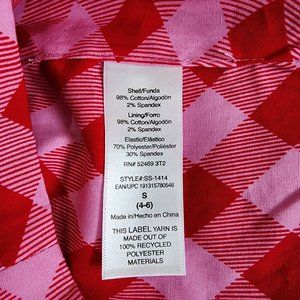 Shell/Funda
98% Cotton/Algodón
2% Spandex
Lining/Forro
98% Cotton/Algodón
2% Spandex
Elastic/Elástico
70% Polyester/Poliéster
30% Spandex
RN# 52469 3T2
STYLE#:SS-1414
EAN/UPC 191315780548
S
(4-6)
Made in/Hecho en China
THIS LABEL YARN IS
MADE OUT OF
100% RECYCLED
POLYESTER
MATERIALS